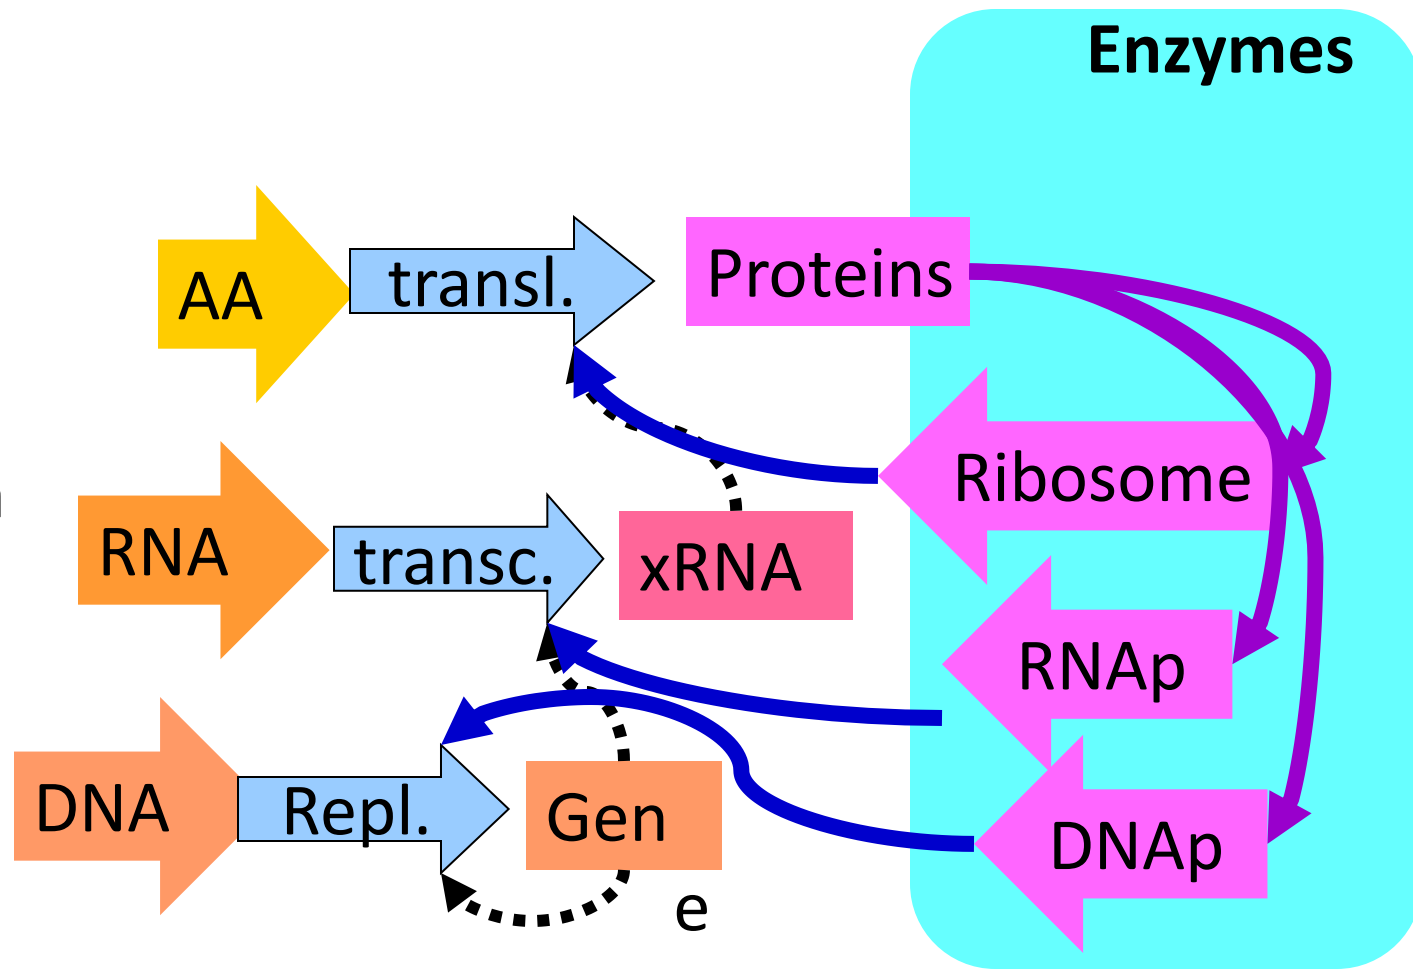 Enzymes
AA
transl.
Proteins
Ribosome
RNA
transc.
xRNA
RNAp
DNA
Repl.
Gen
e
DNAp